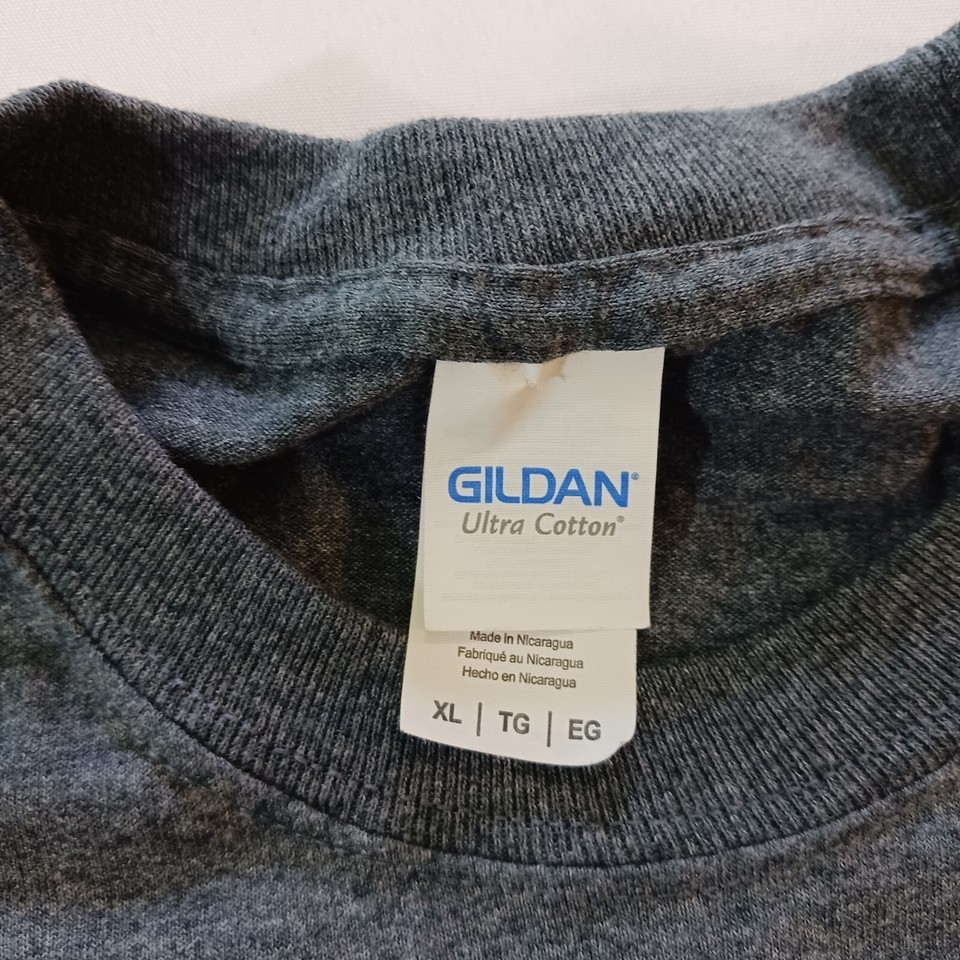 GILDAN®
Ultra Cotton®
Made in Nicaragua
Fabriqué au Nicaragua
Hecho en Nicaragua
XL | TG | EG